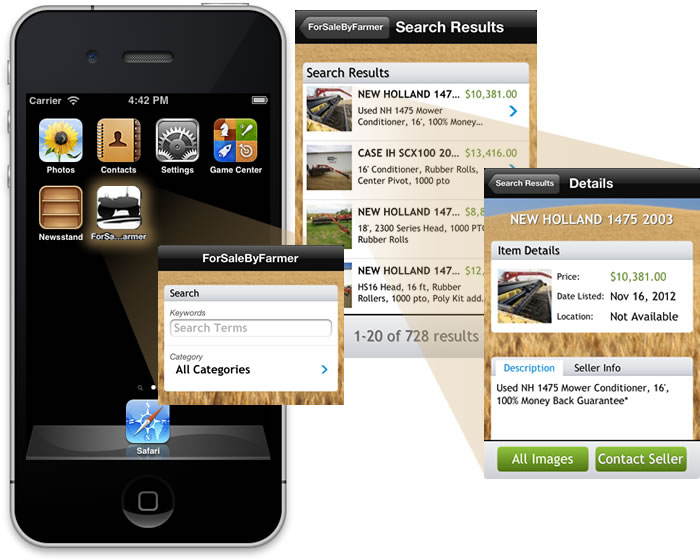 Carrier
4:42 PM
Photos
Contacts
Settings
Game Center
Newsstand
ForSa...armer
Safari
ForSaleByFarmer
Search
Keywords
Search Terms
Category
All Categories
ForSaleByFarmer
Search Results
Search Results
NEW HOLLAND 147... $10,381.00
Used NH 1475 Mower
Conditioner, 16', 100% Money...
CASE IH SCX100 20... $13,416.00
16' Conditioner, Rubber Rolls,
Center Pivot, 1000 pto
NEW HOLLAND 147...
18', 2300 Series Head, 1000 PTO
Rubber Rolls
NEW HOLLAND 147... $12,
HS16 Head, 16 ft, Rubber
Rollers, 1000 pto, Poly Kit add...
1-20 of 728 results
Search Results
Details
NEW HOLLAND 1475 2003
Item Details
Price: $10,381.00
Date Listed: Nov 16, 2012
Location: Not Available
Description
Seller Info
Used NH 1475 Mower Conditioner, 16',
100% Money Back Guarantee*
All Images
Contact Seller